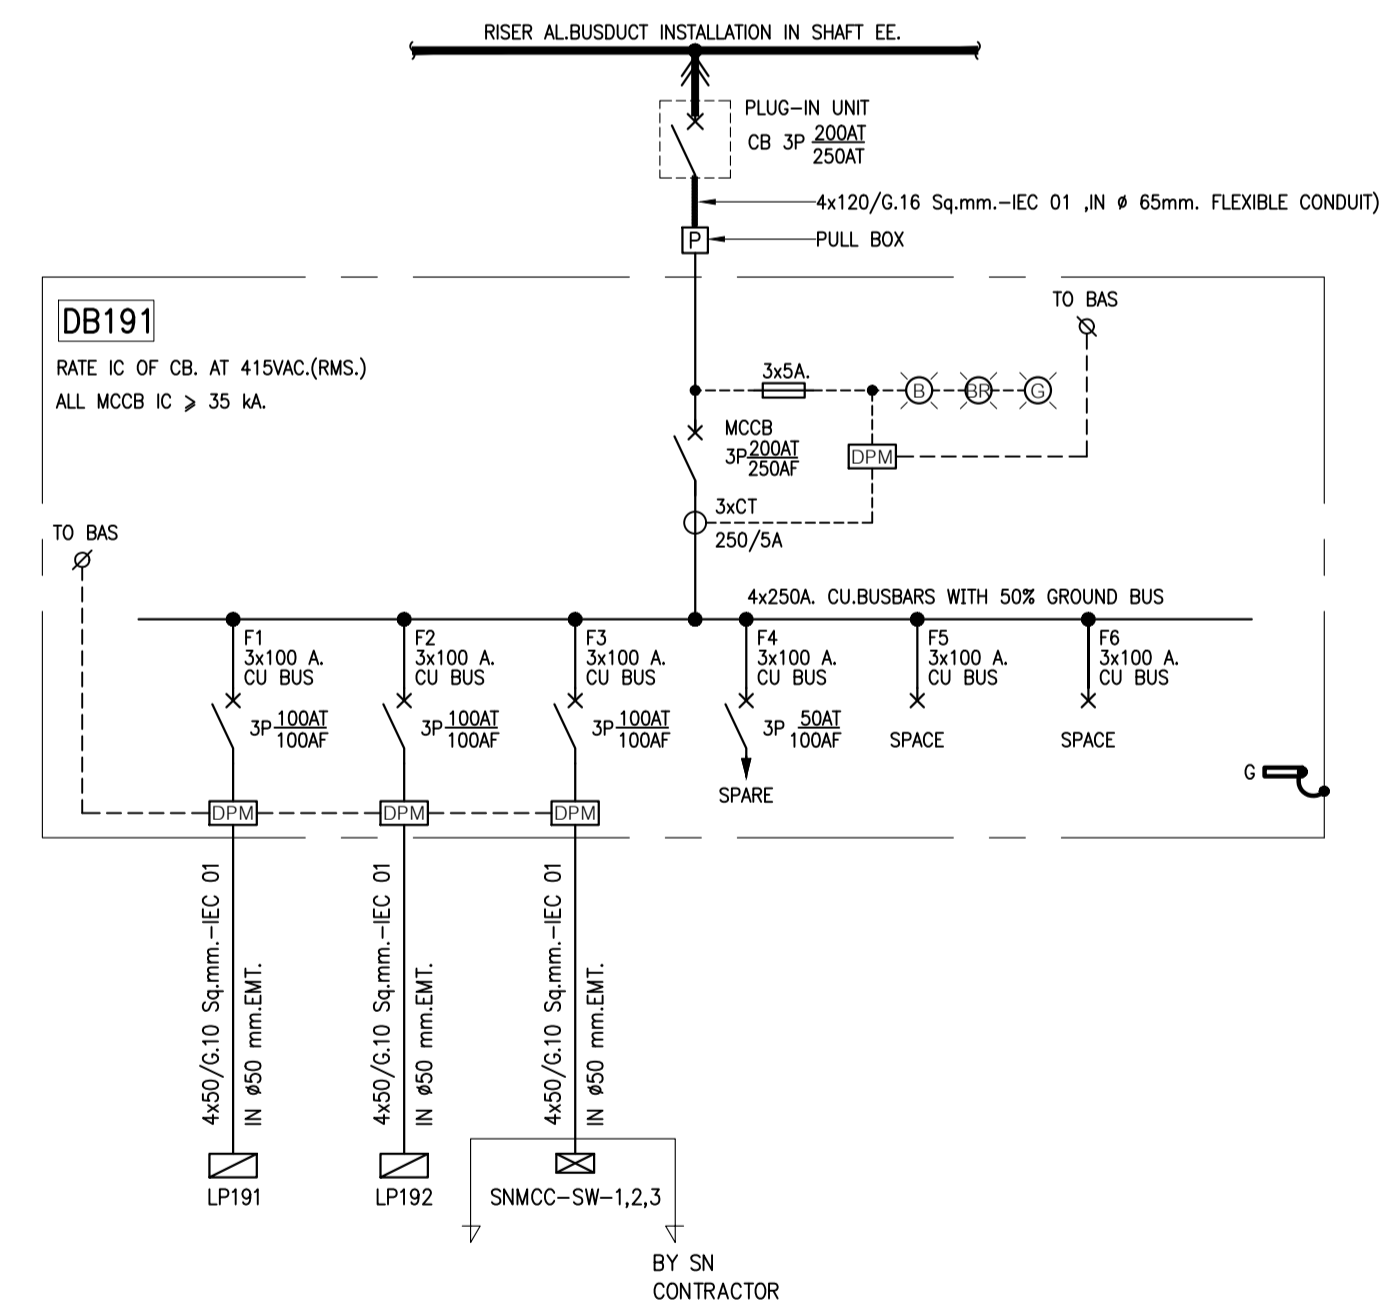 RISER AL.BUSDUCT INSTALLATION IN SHAFT EE.
PLUG-IN UNIT
CB 3P 200AT
250AT
4x120/G.16 Sq.mm.-IEC 01 ,IN ø 65mm. FLEXIBLE CONDUIT)
P
PULL BOX
DB191
RATE IC OF CB. AT 415VAC.(RMS.)
ALL MCCB IC ⩾ 35 kA.
TO BAS
3x5A.
B
BR
G
MCCB
3P 200AT
250AF
DPM
3xCT
250/5A
TO BAS
4x250A. CU.BUSBARS WITH 50% GROUND BUS
F1
3x100 A.
CU BUS
3P 100AT
100AF
F2
3x100 A.
CU BUS
3P 100AT
100AF
F3
3x100 A.
CU BUS
3P 100AT
100AF
F4
3x100 A.
CU BUS
3P 50AT
100AF
SPARE
F5
3x100 A.
CU BUS
SPACE
F6
3x100 A.
CU BUS
SPACE
G
DPM
DPM
DPM
4x50/G.10 Sq.mm.-IEC 01
IN ø50 mm.EMT.
4x50/G.10 Sq.mm.-IEC 01
IN ø50 mm.EMT.
4x50/G.10 Sq.mm.-IEC 01
IN ø50 mm.EMT.
LP191
LP192
SNMCC-SW-1,2,3
BY SN
CONTRACTOR